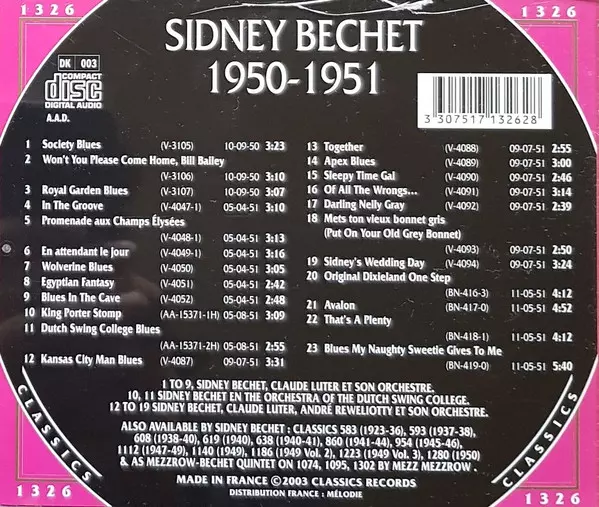 1326
1326
SIDNEY BECHET
1950-1951
DK 003
COMPACT
disc
DIGITAL AUDIO
A.A.D.
3 307517 132628
1 Society Blues (V-3105) 10-09-50 3:23
2 Won't You Please Come Home, Bill Balley
(V-3106) 10-09-50 3:10
3 Royal Garden Blues (V-3107) 10-09-50 3:07
4 In The Groove (V-4047-1) 05-04-51 3:10
5 Promenade aux Champs Élysées
(V-4048-1) 05-04-51 3:13
6 En attendant le jour (V-4049-1) 05-04-51 3:16
7 Wolverine Blues (V-4050) 05-04-51 3:05
8 Egyptian Fantasy (V-4051) 05-04-51 2:42
9 Blues In The Cave (V-4052) 05-04-51 2:48
10 King Porter Stomp (AA-15371-1H) 05-08-51 3:09
11 Dutch Swing College Blues
(AA-15371-2H) 05-08-51 2:55
12 Kansas City Man Blues (V-4087) 09-07-51 3:31
13 Together (V-4088) 09-07-51 2:55
14 Apex Blues (V-4089) 09-07-51 3:00
15 Sleepy Time Gal (V-4090) 09-07-51 2:46
16 Of All The Wrongs... (V-4091) 09-07-51 3:14
17 Darling Nelly Gray (V-4092) 09-07-51 2:39
18 Mets ton vieux bonnet gris
(Put On Your Old Grey Bonnet)
(V-4093) 09-07-51 2:50
19 Sidney's Wedding Day (V-4094) 09-07-51 3:24
20 Original Dixieland One Step
(BN-416-3) 11-05-51 4:12
21 Avalon (BN-417-0) 11-05-51 4:52
22 That's A Plenty
(BN-418-1) 11-05-51 4:12
23 Blues My Naughty Sweetie Gives To Me
(BN-419-0) 11-05-51 5:40
1 TO 9, SIDNEY BECHET, CLAUDE LUTER ET SON ORCHESTRE.
10, 11 SIDNEY BECHET EN THE ORCHESTRA OF THE DUTCH SWING COLLEGE.
12 TO 19 SIDNEY BECHET, CLAUDE LUTER, ANDRÉ REWELIOTTY ET SON ORCHESTRE.
ALSO AVAILABLE BY SIDNEY BECHET : CLASSICS 583 (1923-36), 593 (1937-38),
608 (1938-40), 619 (1940), 638 (1940-41), 860 (1941-44), 954 (1945-46),
1112 (1947-49), 1140 (1949), 1186 (1949 Vol. 2), 1223 (1949 Vol. 3), 1280 (1950)
& AS MEZZROW-BECHET QUINTET ON 1074, 1095, 1302 BY MEZZ MEZZROW .
MADE IN FRANCE ©2003 CLASSICS RECORDS
DISTRIBUTION FRANCE : MÉLODIE
CLASSICS
CLASSICS
1326
1326